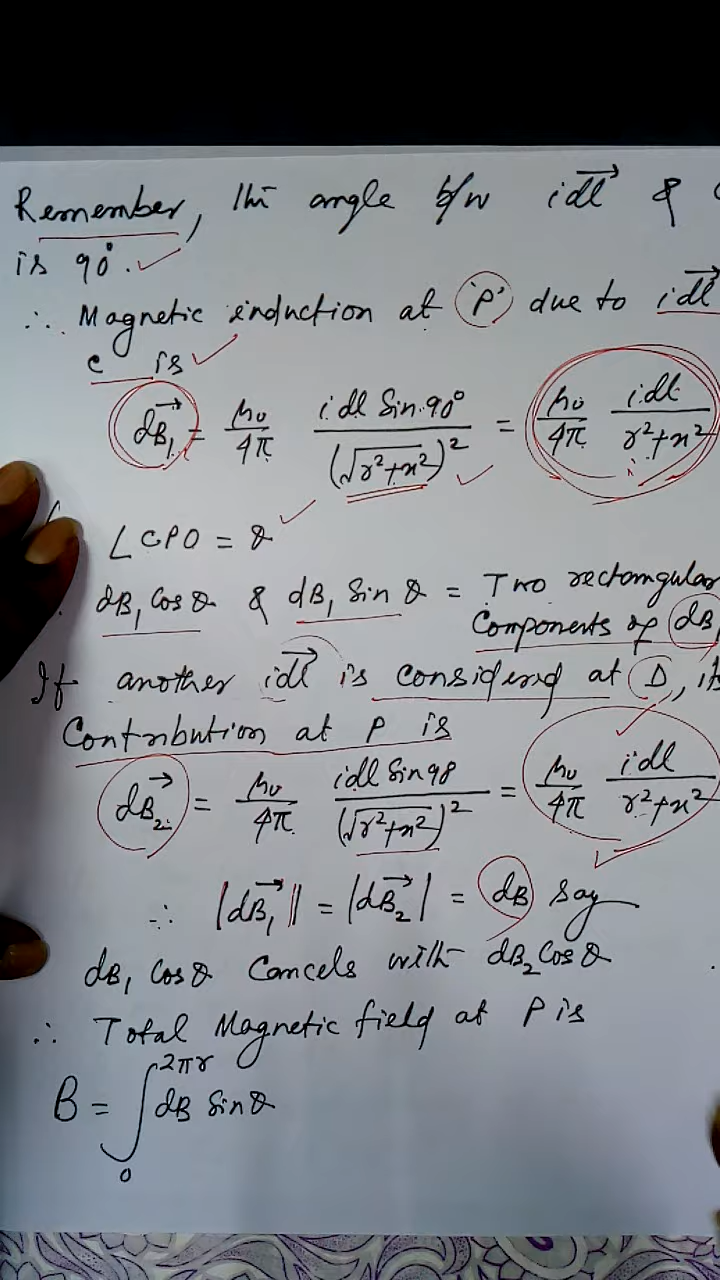 Remember, the angle b/w idl→ &
is 90°.
∴ Magnetic induction at 'P' due to idl→
c is
dB₁→ = μ₀/4π idl Sin 90°/(√r²+x²)² = μ₀/4π idl/r²+x²
∠CPO = θ
dB₁ Cos θ & dB₁ Sin θ = Two rectangular
Components of dB
If another idl→ is considered at D, its
Contribution at P is
dB₂→ = μ₀/4π idl Sin 90/(√r²+x²)² = μ₀/4π idl/r²+x²
∴ |dB₁→| = |dB₂→| = dB say
dB₁ Cos θ Cancels with dB₂ Cos θ
∴ Total Magnetic field at P is
B = ∫₀^2πr dB Sin θ